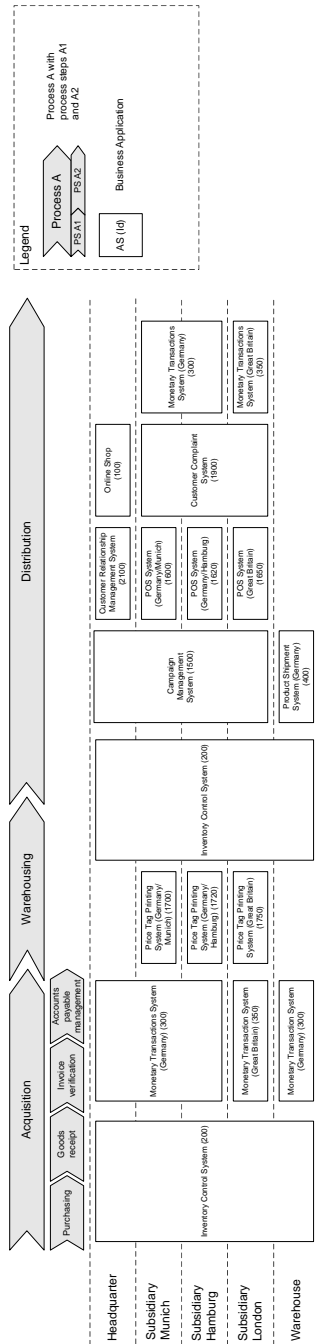 Acquisition
Warehousing
Distribution
Purchasing
Goods
receipt
Invoice
verification
Accounts
payable
management
Headquarter
Subsidiary
Munich
Subsidiary
Hamburg
Subsidiary
London
Warehouse
Inventory Control System (200)
Monetary Transactions System
(Germany) (300)
Monetary Transaction System
(Great Britain) (350)
Monetary Transaction System
(Germany) (300)
Price Tag Printing
System (Germany/
Munich) (1700)
Price Tag Printing
System (Germany/
Hamburg) (1720)
Price Tag Printing
System (Great Britain)
(1750)
Inventory Control System (200)
Campaign
Management
System (1500)
Product Shipment
System (Germany)
(400)
Customer Relationship
Management System
(2100)
POS System
(Germany/Munich)
(1600)
POS System
(Germany/Hamburg)
(1620)
POS System
(Great Britain)
(1650)
Online Shop
(100)
Customer Complaint
System
(1900)
Monetary Transactions
System (Germany)
(300)
Monetary Transactions
System (Great Britain)
(350)
Legend
Process A
PS A1
PS A2
Process A with
process steps A1
and A2
AS (Id)
Business Application